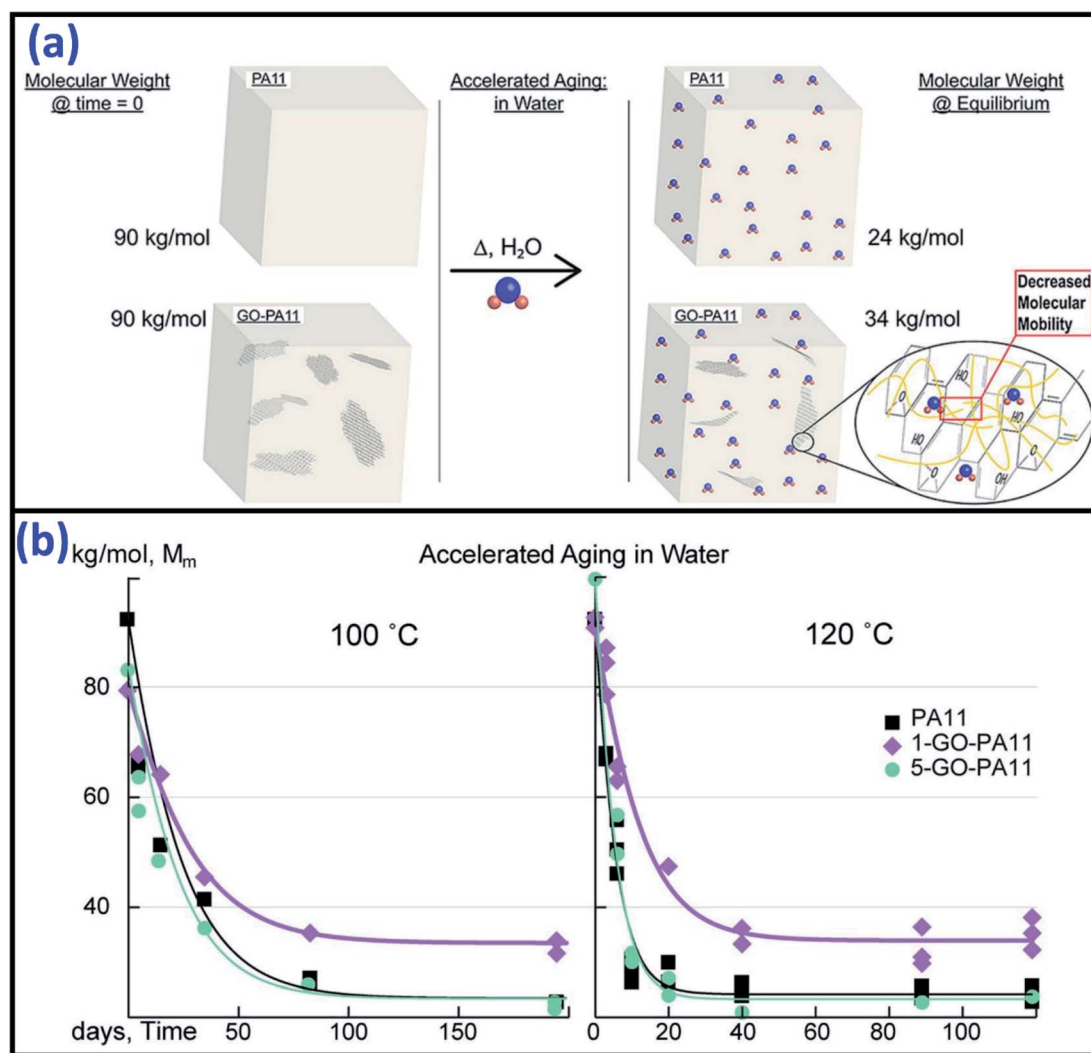 (a)
Molecular Weight
@ time = 0
PA11
Accelerated Aging:
in Water
PA11
Molecular Weight
@ Equilibrium
90 kg/mol
Δ, H₂O
24 kg/mol
90 kg/mol
GO-PA11
GO-PA11
34 kg/mol
Decreased
Molecular
Mobility
HO
O
HO
HO
O
HO
O
OH
(b)
kg/mol, Mm
Accelerated Aging in Water
100 ˚C
120 ˚C
80
60
40
PA11
1-GO-PA11
5-GO-PA11
days, Time
50
150
0
20
40
60
80
100